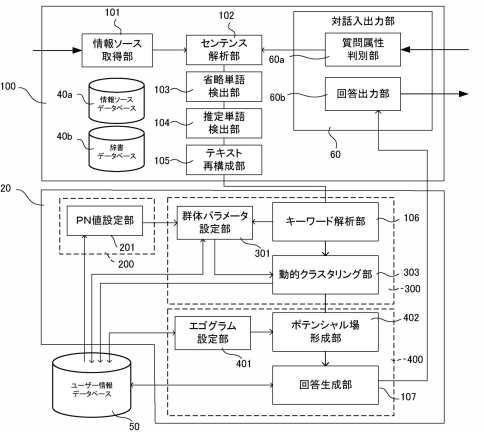 101
102
対話入出力部
情報ソース
取得部
センテンス
解析部
質問属性
判別部
60a
100
103
省略単語
検出部
60b
回答出力部
40a
情報ソース
データベース
104
推定単語
検出部
40b
辞書
データベース
105
テキスト
再構成部
60
20
PN値設定部
201
200
群体パラメータ
設定部
301
キーワード解析部
106
動的クラスタリング部
303
300
エゴグラム
設定部
401
ポテンシャル場
形成部
402
400
ユーザー情報
データベース
50
回答生成部
107